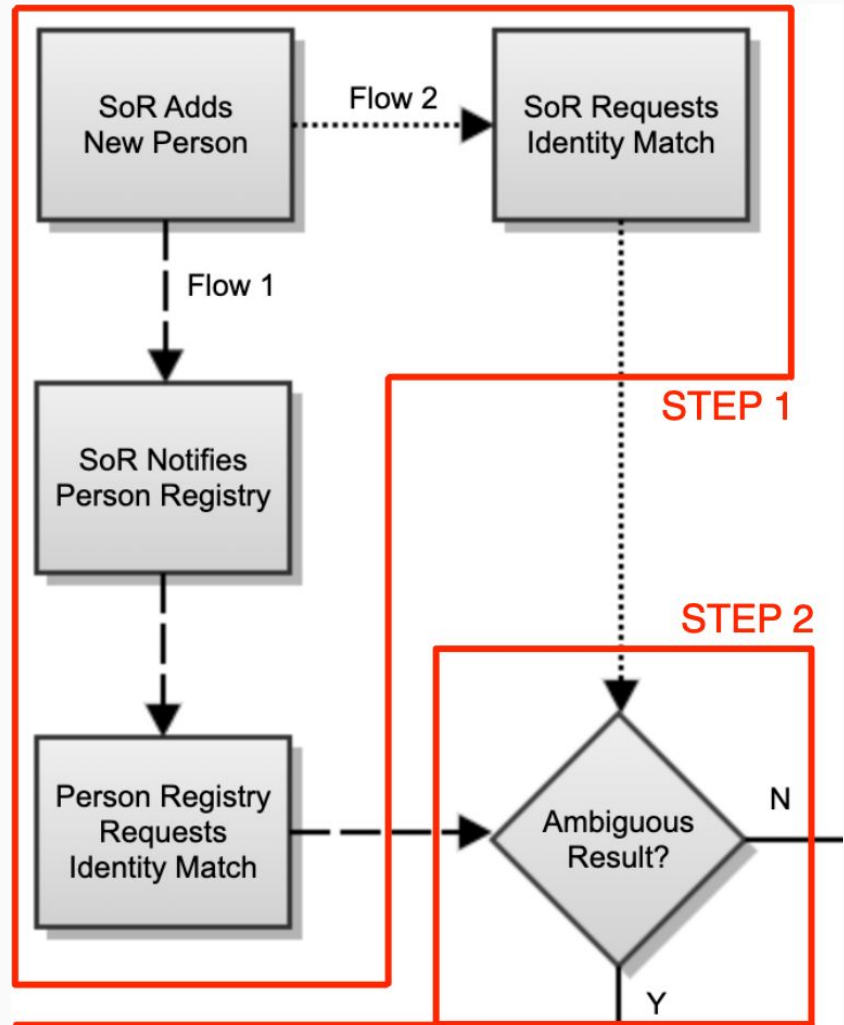 SoR Adds
New Person
Flow 2
SoR Requests
Identity Match
Flow 1
STEP 1
SoR Notifies
Person Registry
STEP 2
Person Registry
Requests
Identity Match
Ambiguous
Result?
N
Y